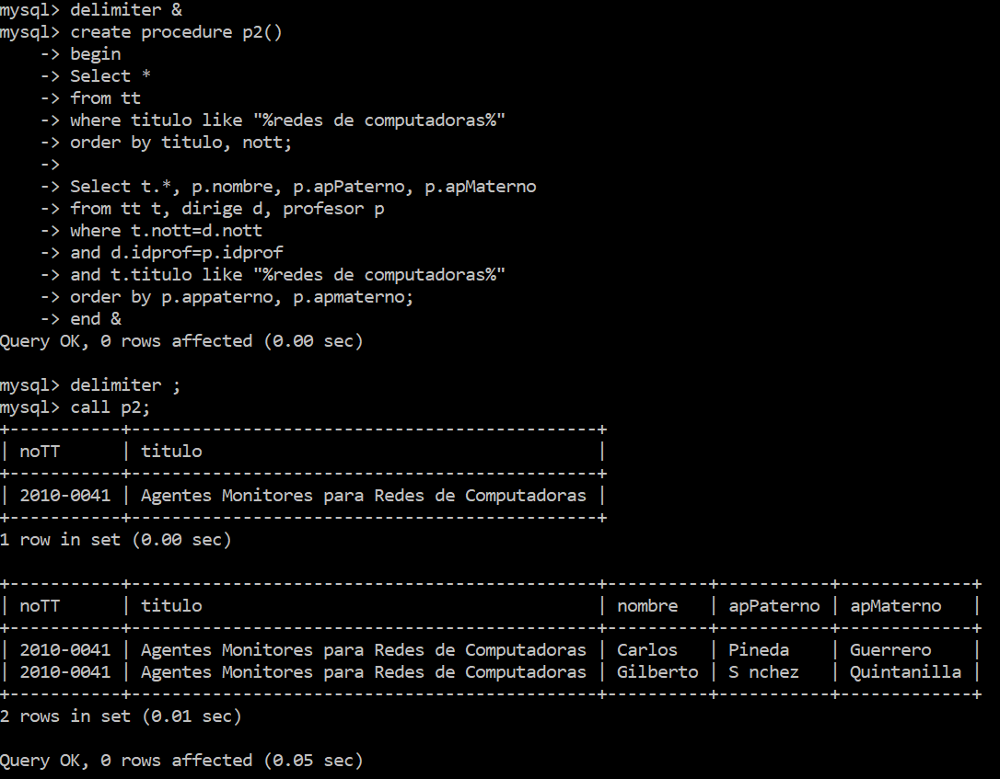 mysql> delimiter &
mysql> create procedure p2()
    -> begin
    -> Select *
    -> from tt
    -> where titulo like "%redes de computadoras%"
    -> order by titulo, nott;
    ->
    -> Select t.*, p.nombre, p.apPaterno, p.apMaterno
    -> from tt t, dirige d, profesor p
    -> where t.nott=d.nott
    -> and d.idprof=p.idprof
    -> and t.titulo like "%redes de computadoras%"
    -> order by p.appaterno, p.apmaterno;
    -> end &
Query OK, 0 rows affected (0.00 sec)

mysql> delimiter ;
mysql> call p2;
+-----------+----------------------------------------------+
| noTT      | titulo                                       |
+-----------+----------------------------------------------+
| 2010-0041 | Agentes Monitores para Redes de Computadoras |
+-----------+----------------------------------------------+
1 row in set (0.00 sec)

+-----------+----------------------------------------------+----------+-----------+-------------+
| noTT      | titulo                                       | nombre   | apPaterno | apMaterno   |
+-----------+----------------------------------------------+----------+-----------+-------------+
| 2010-0041 | Agentes Monitores para Redes de Computadoras | Carlos   | Pineda    | Guerrero    |
| 2010-0041 | Agentes Monitores para Redes de Computadoras | Gilberto | S nchez   | Quintanilla |
+-----------+----------------------------------------------+----------+-----------+-------------+
2 rows in set (0.01 sec)

Query OK, 0 rows affected (0.05 sec)